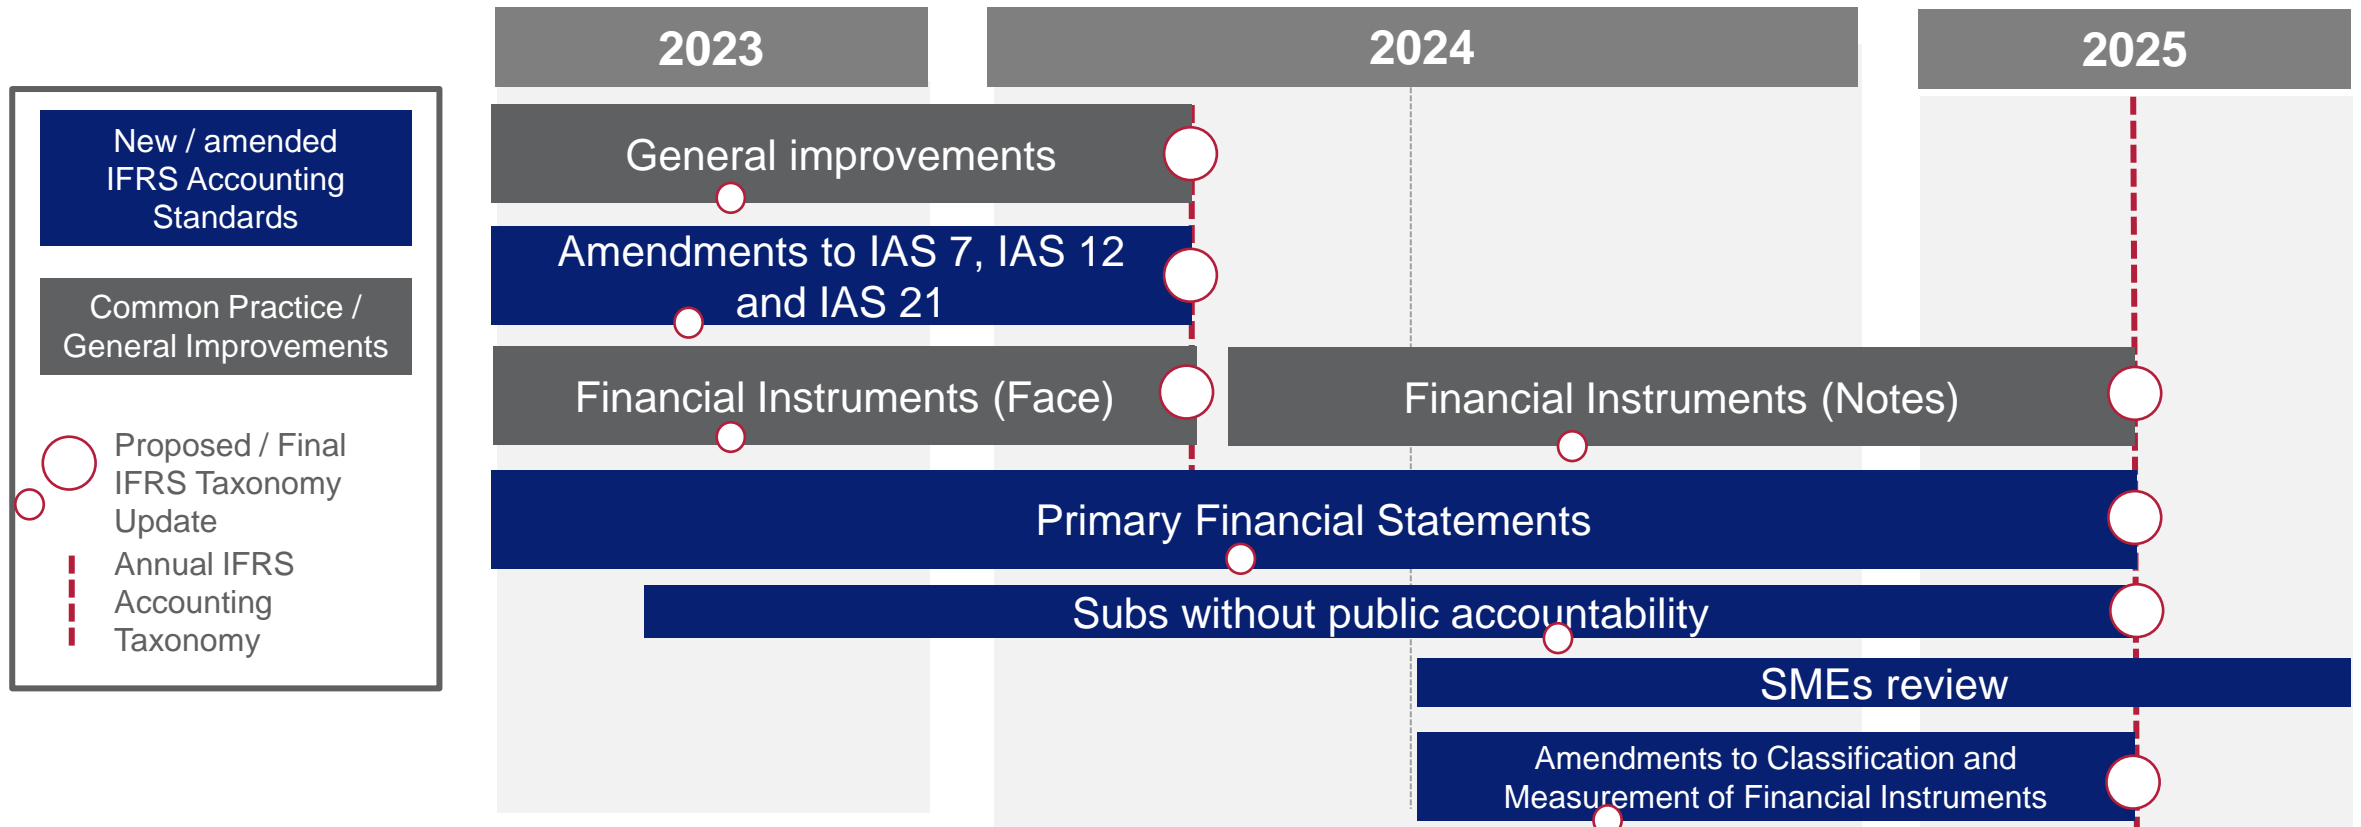 2023
2024
2025
New / amended
IFRS Accounting
Standards
Common Practice /
General Improvements
Proposed / Final
IFRS Taxonomy
Update
Annual IFRS
Accounting
Taxonomy
General improvements
Amendments to IAS 7, IAS 12
and IAS 21
Financial Instruments (Face)
Financial Instruments (Notes)
Primary Financial Statements
Subs without public accountability
SMEs review
Amendments to Classification and
Measurement of Financial Instruments